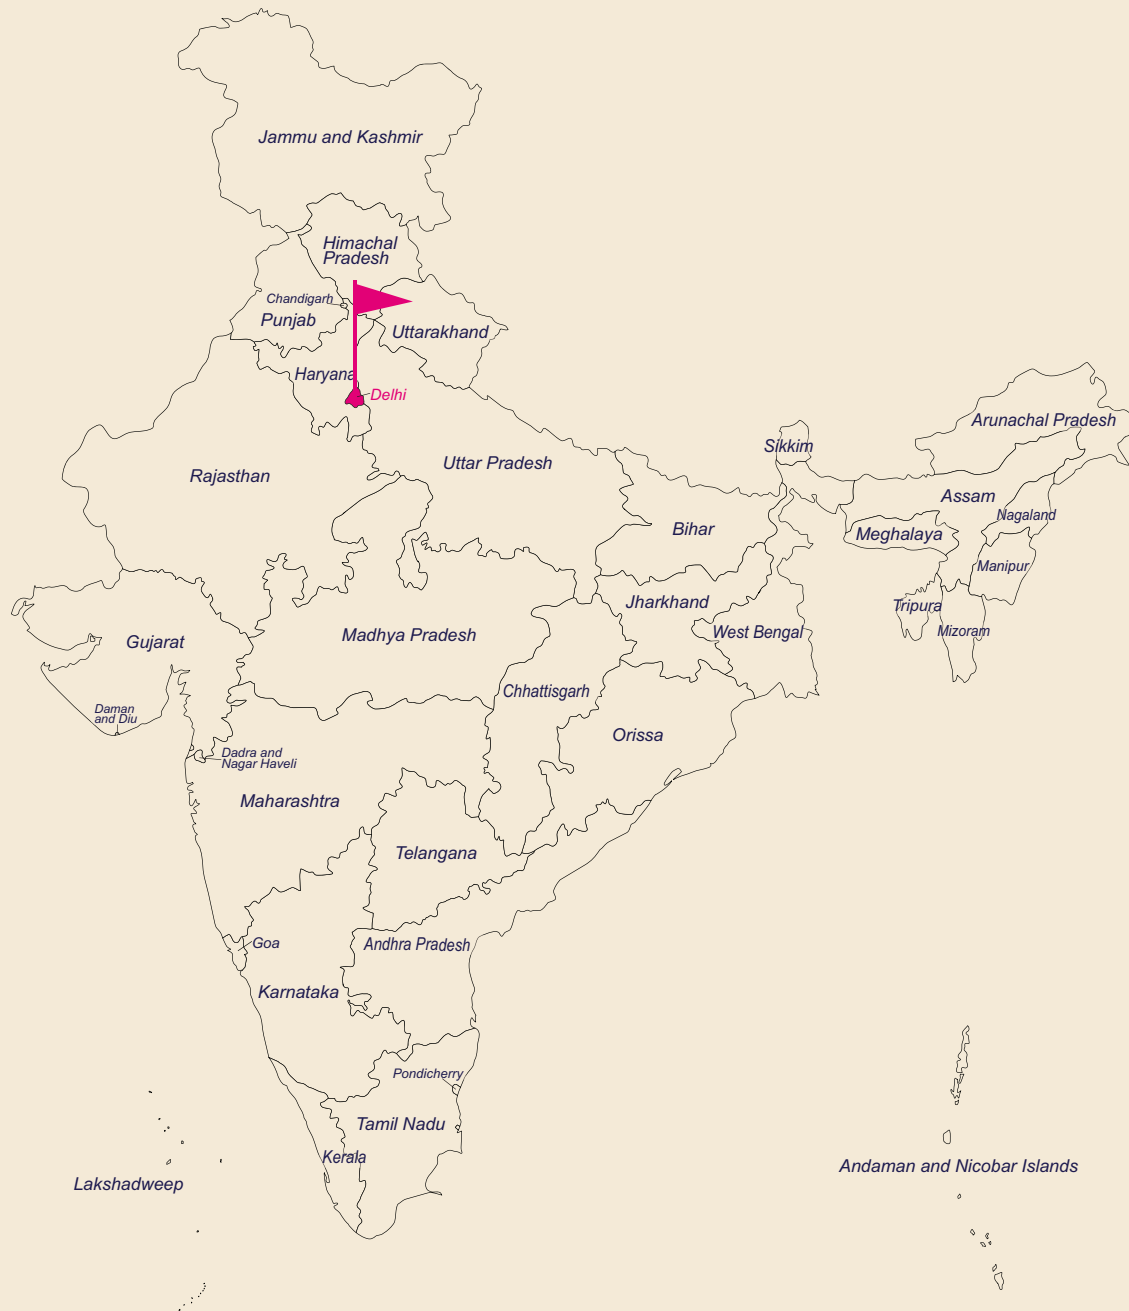 Jammu and Kashmir
Himachal
Pradesh
Chandigarh
Punjab
Uttarakhand
Haryana
Delhi
Arunachal Pradesh
Sikkim
Uttar Pradesh
Rajasthan
Assam
Nagaland
Bihar
Meghalaya
Manipur
Jharkhand
Tripura
Mizoram
West Bengal
Madhya Pradesh
Gujarat
Chhattisgarh
Daman
and Diu
Orissa
Dadra and
Nagar Haveli
Maharashtra
Telangana
Goa
Andhra Pradesh
Karnataka
Pondicherry
Tamil Nadu
Kerala
Andaman and Nicobar Islands
Lakshadweep